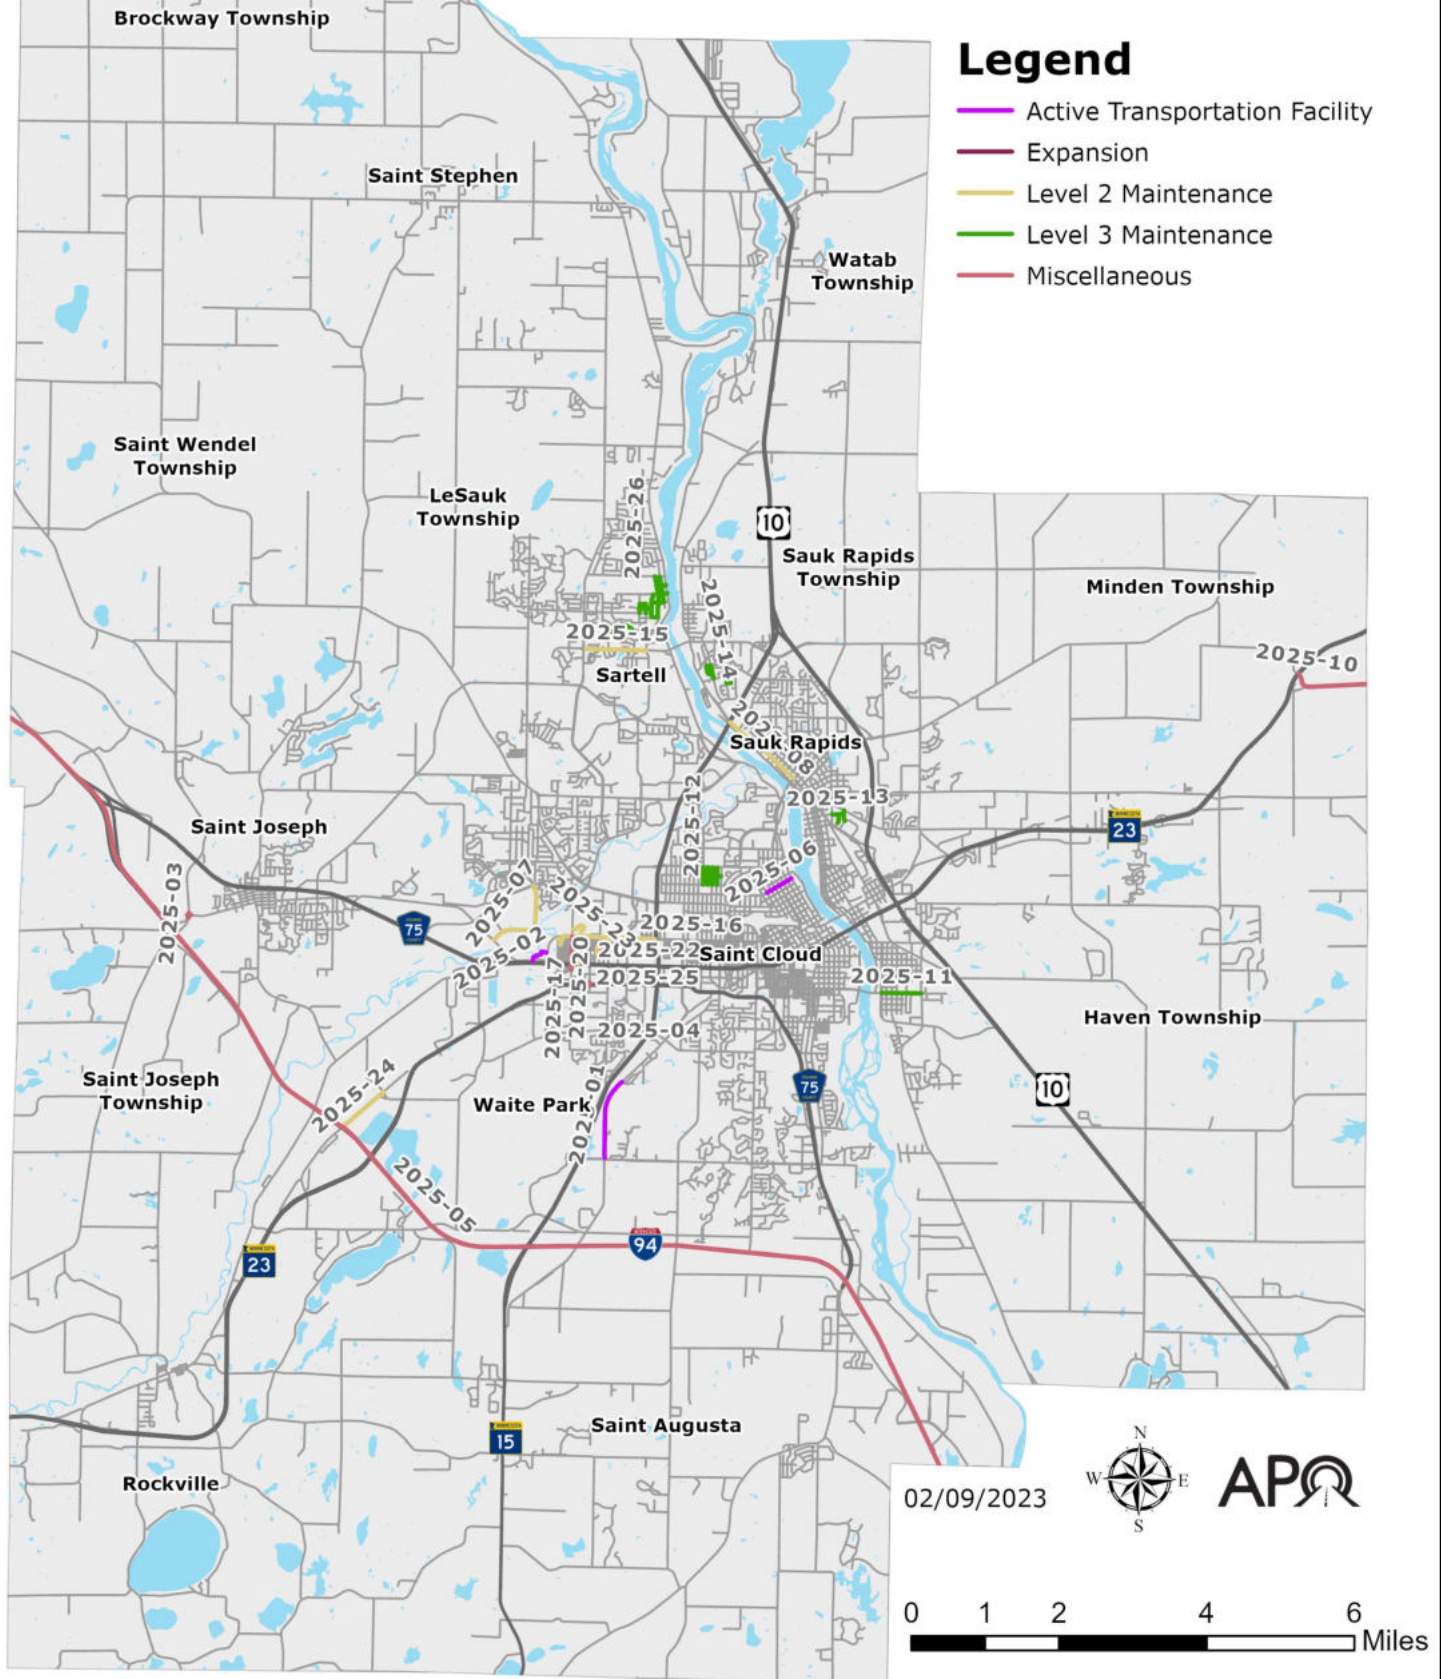 Brockway Township
Legend
Active Transportation Facility
Expansion
Level 2 Maintenance
Level 3 Maintenance
Miscellaneous
Saint Stephen
Watab
Township
Saint Wendel
Township
LeSauk
Township
2025-26
10
Sauk Rapids
Township
Minden Township
2025-14
2025-15
Sartell
2025-10
Sauk Rapids
2025-12
2025-13
Saint Joseph
23
2025-03
75
2025-07
2025-23
2025-06
2025-16
2025-02
2025-22
Saint Cloud
2025-17
2025-20
2025-25
2025-11
2025-04
Haven Township
Saint Joseph
Township
2025-24
Waite Park
75
10
2025-05
94
23
15
Saint Augusta
Rockville
02/09/2023
N
W
E
S
APO
0 1 2 4 6
Miles